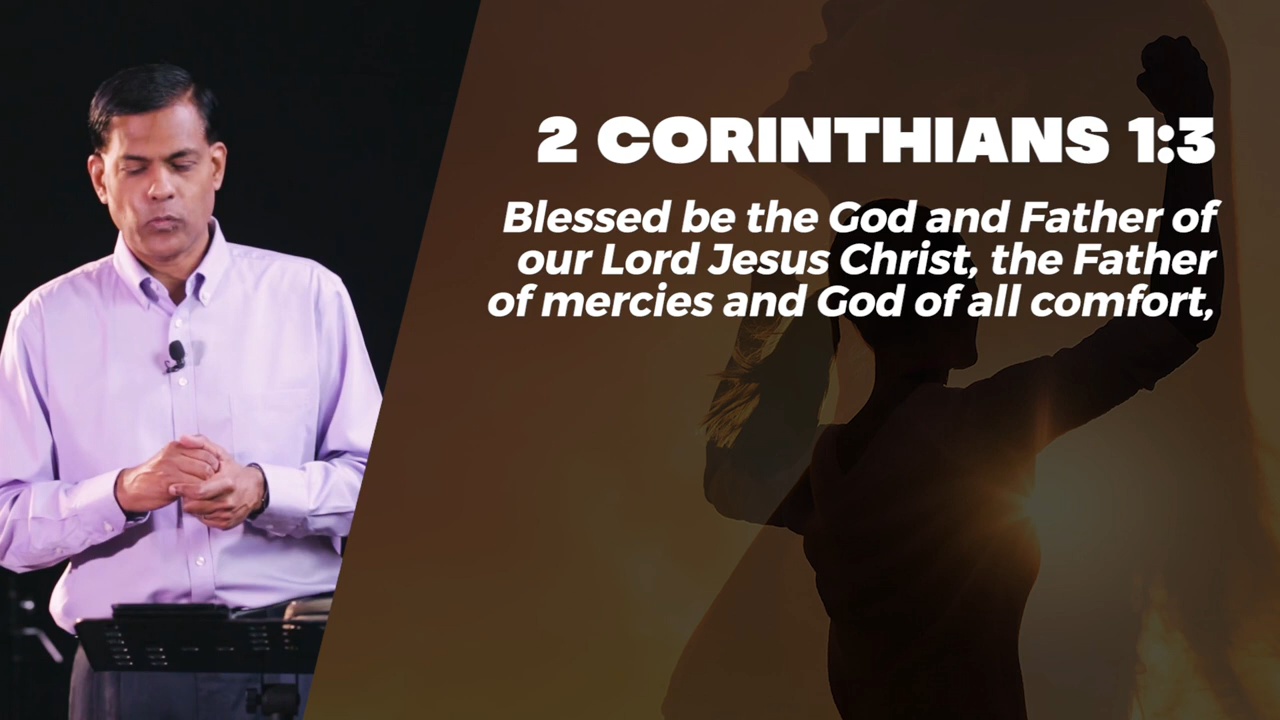 2 CORINTHIANS 1:3
Blessed be the God and Father of
our Lord Jesus Christ, the Father
of mercies and God of all comfort,